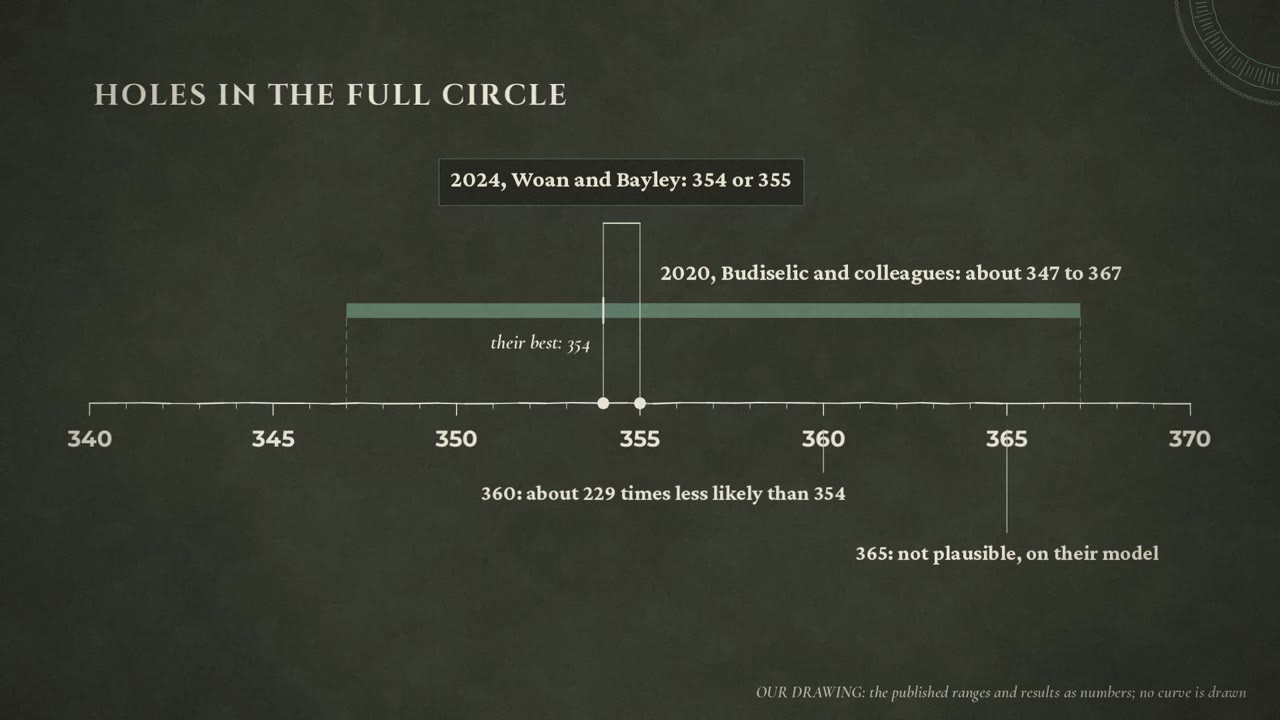 HOLES IN THE FULL CIRCLE
2024, Woan and Bayley: 354 or 355
2020, Budiselic and colleagues: about 347 to 367
their best: 354
340 345 350 355 360 365 370
360: about 229 times less likely than 354
365: not plausible, on their model
OUR DRAWING: the published ranges and results as numbers; no curve is drawn